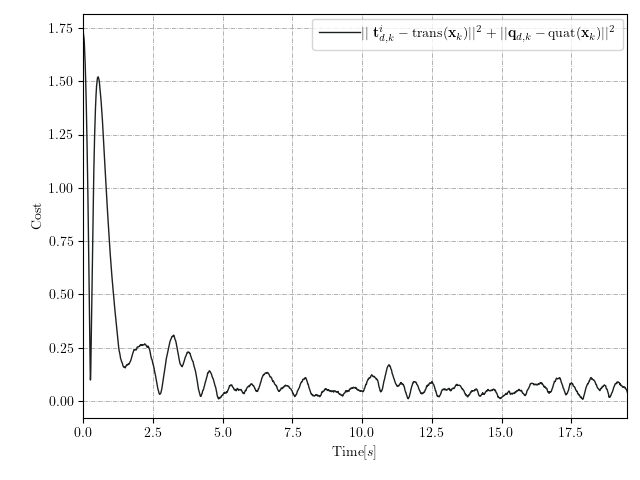 || t^i_{d,k} − trans(x_k)||^2 + ||q_{d,k} − quat(x_k)||^2
1.75
1.50
1.25
1.00
0.75
0.50
0.25
0.00
Cost
0.0 2.5 5.0 7.5 10.0 12.5 15.0 17.5
Time[s]